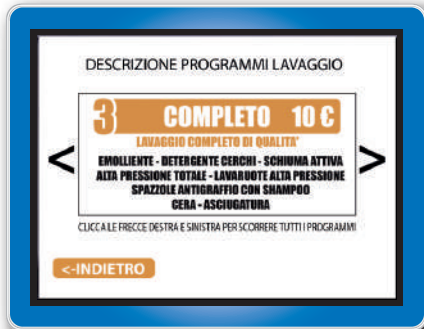 DESCRIZIONE PROGRAMMI LAVAGGIO
3 COMPLETO 10 €
LAVAGGIO COMPLETO DI QUALITA'
< EMOLLIENTE - DETERGENTE CERCHI - SCHIUMA ATTIVA >
ALTA PRESSIONE TOTALE - LAVARUOTE ALTA PRESSIONE
SPAZZOLE ANTIGRAFFIO CON SHAMPOO
CERA - ASCIUGATURA
CLICCA LE FRECCE DESTRA E SINISTRA PER SCORRERE TUTTI I PROGRAMMI
<-INDIETRO